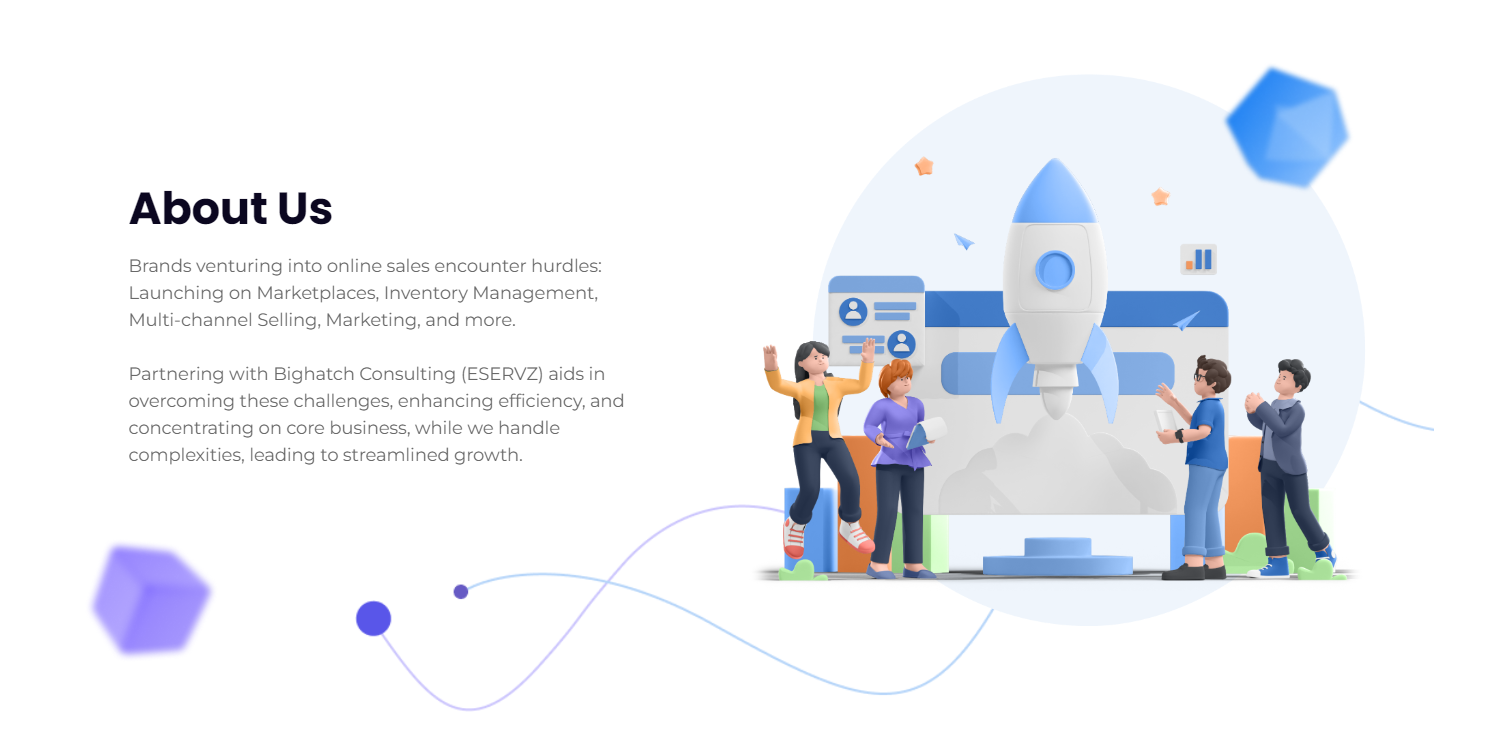 About Us
Brands venturing into online sales encounter hurdles:
Launching on Marketplaces, Inventory Management,
Multi-channel Selling, Marketing, and more.
Partnering with Bighatch Consulting (ESERVZ) aids in
overcoming these challenges, enhancing efficiency, and
concentrating on core business, while we handle
complexities, leading to streamlined growth.